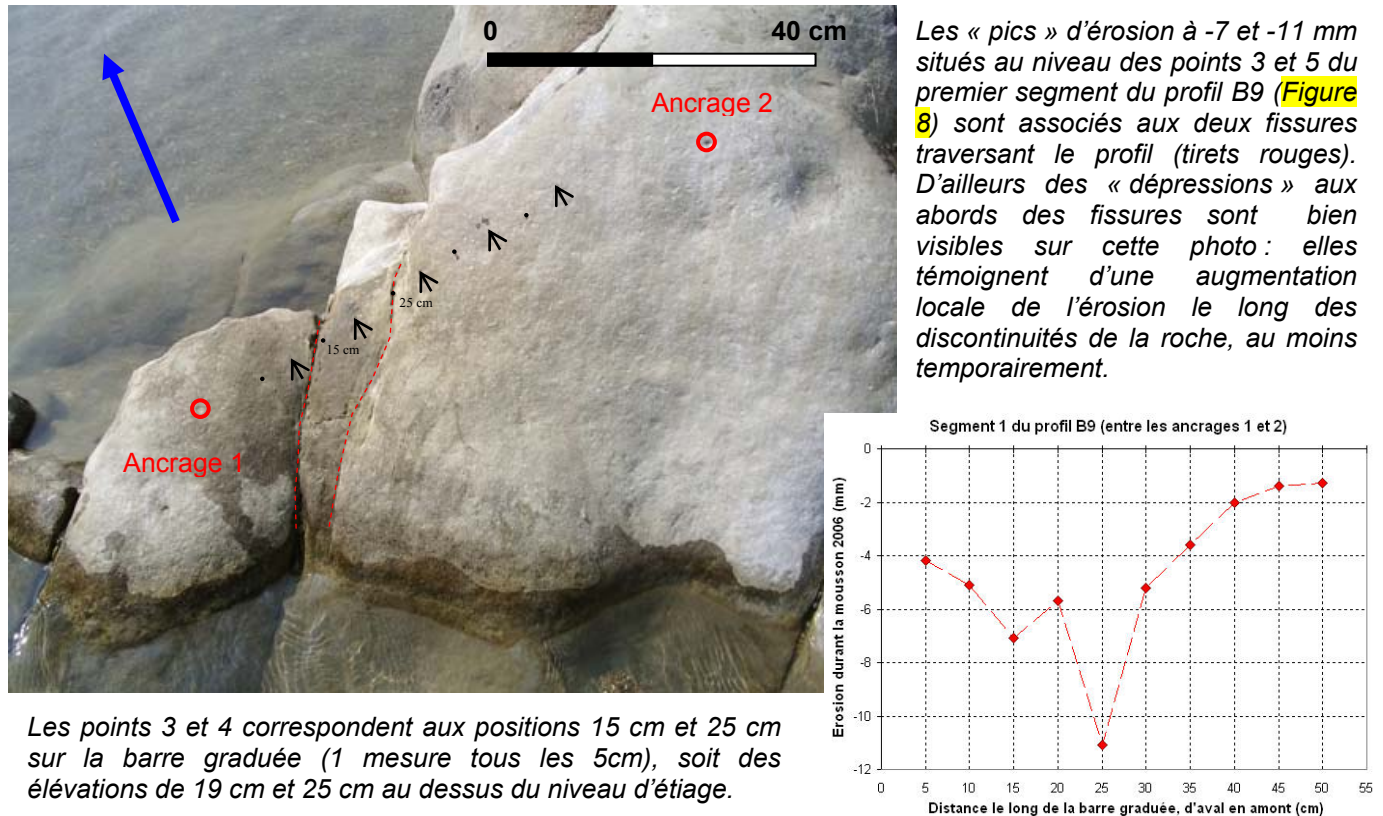 0 40 cm
Ancrage 2
25 cm
15 cm
Ancrage 1
Les « pics » d’érosion à -7 et -11 mm
situés au niveau des points 3 et 5 du
premier segment du profil B9 (Figure
8) sont associés aux deux fissures
traversant le profil (tirets rouges).
D’ailleurs des « dépressions » aux
abords des fissures sont bien
visibles sur cette photo : elles
témoignent d’une augmentation
locale de l’érosion le long des
discontinuités de la roche, au moins
temporairement.
Segment 1 du profil B9 (entre les ancrages 1 et 2)
Erosion durant la mousson 2006 (mm)
0
-2
-4
-6
-8
-10
-12
0 5 10 15 20 25 30 35 40 45 50 55
Distance le long de la barre graduée, d'aval en amont (cm)
Les points 3 et 4 correspondent aux positions 15 cm et 25 cm
sur la barre graduée (1 mesure tous les 5cm), soit des
élévations de 19 cm et 25 cm au dessus du niveau d’étiage.